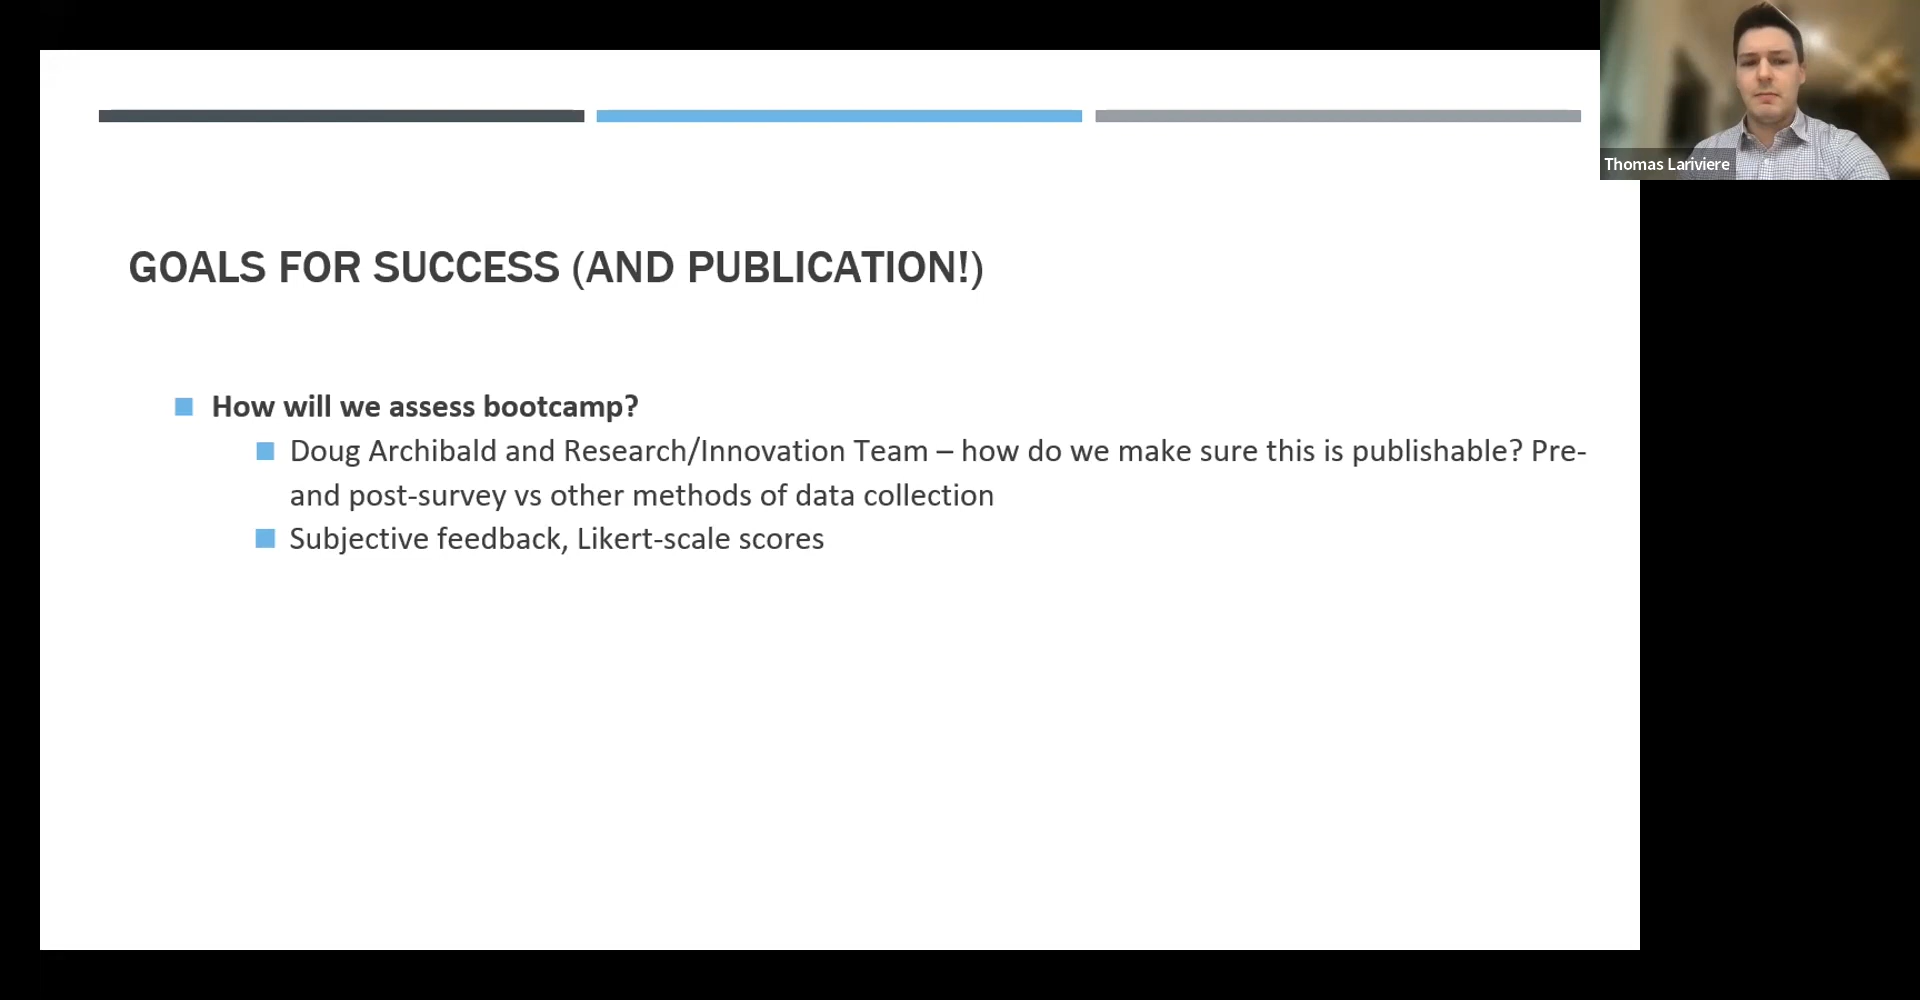 Thomas Lariviere
GOALS FOR SUCCESS (AND PUBLICATION!)
How will we assess bootcamp?
Doug Archibald and Research/Innovation Team – how do we make sure this is publishable? Pre-
and post-survey vs other methods of data collection
Subjective feedback, Likert-scale scores